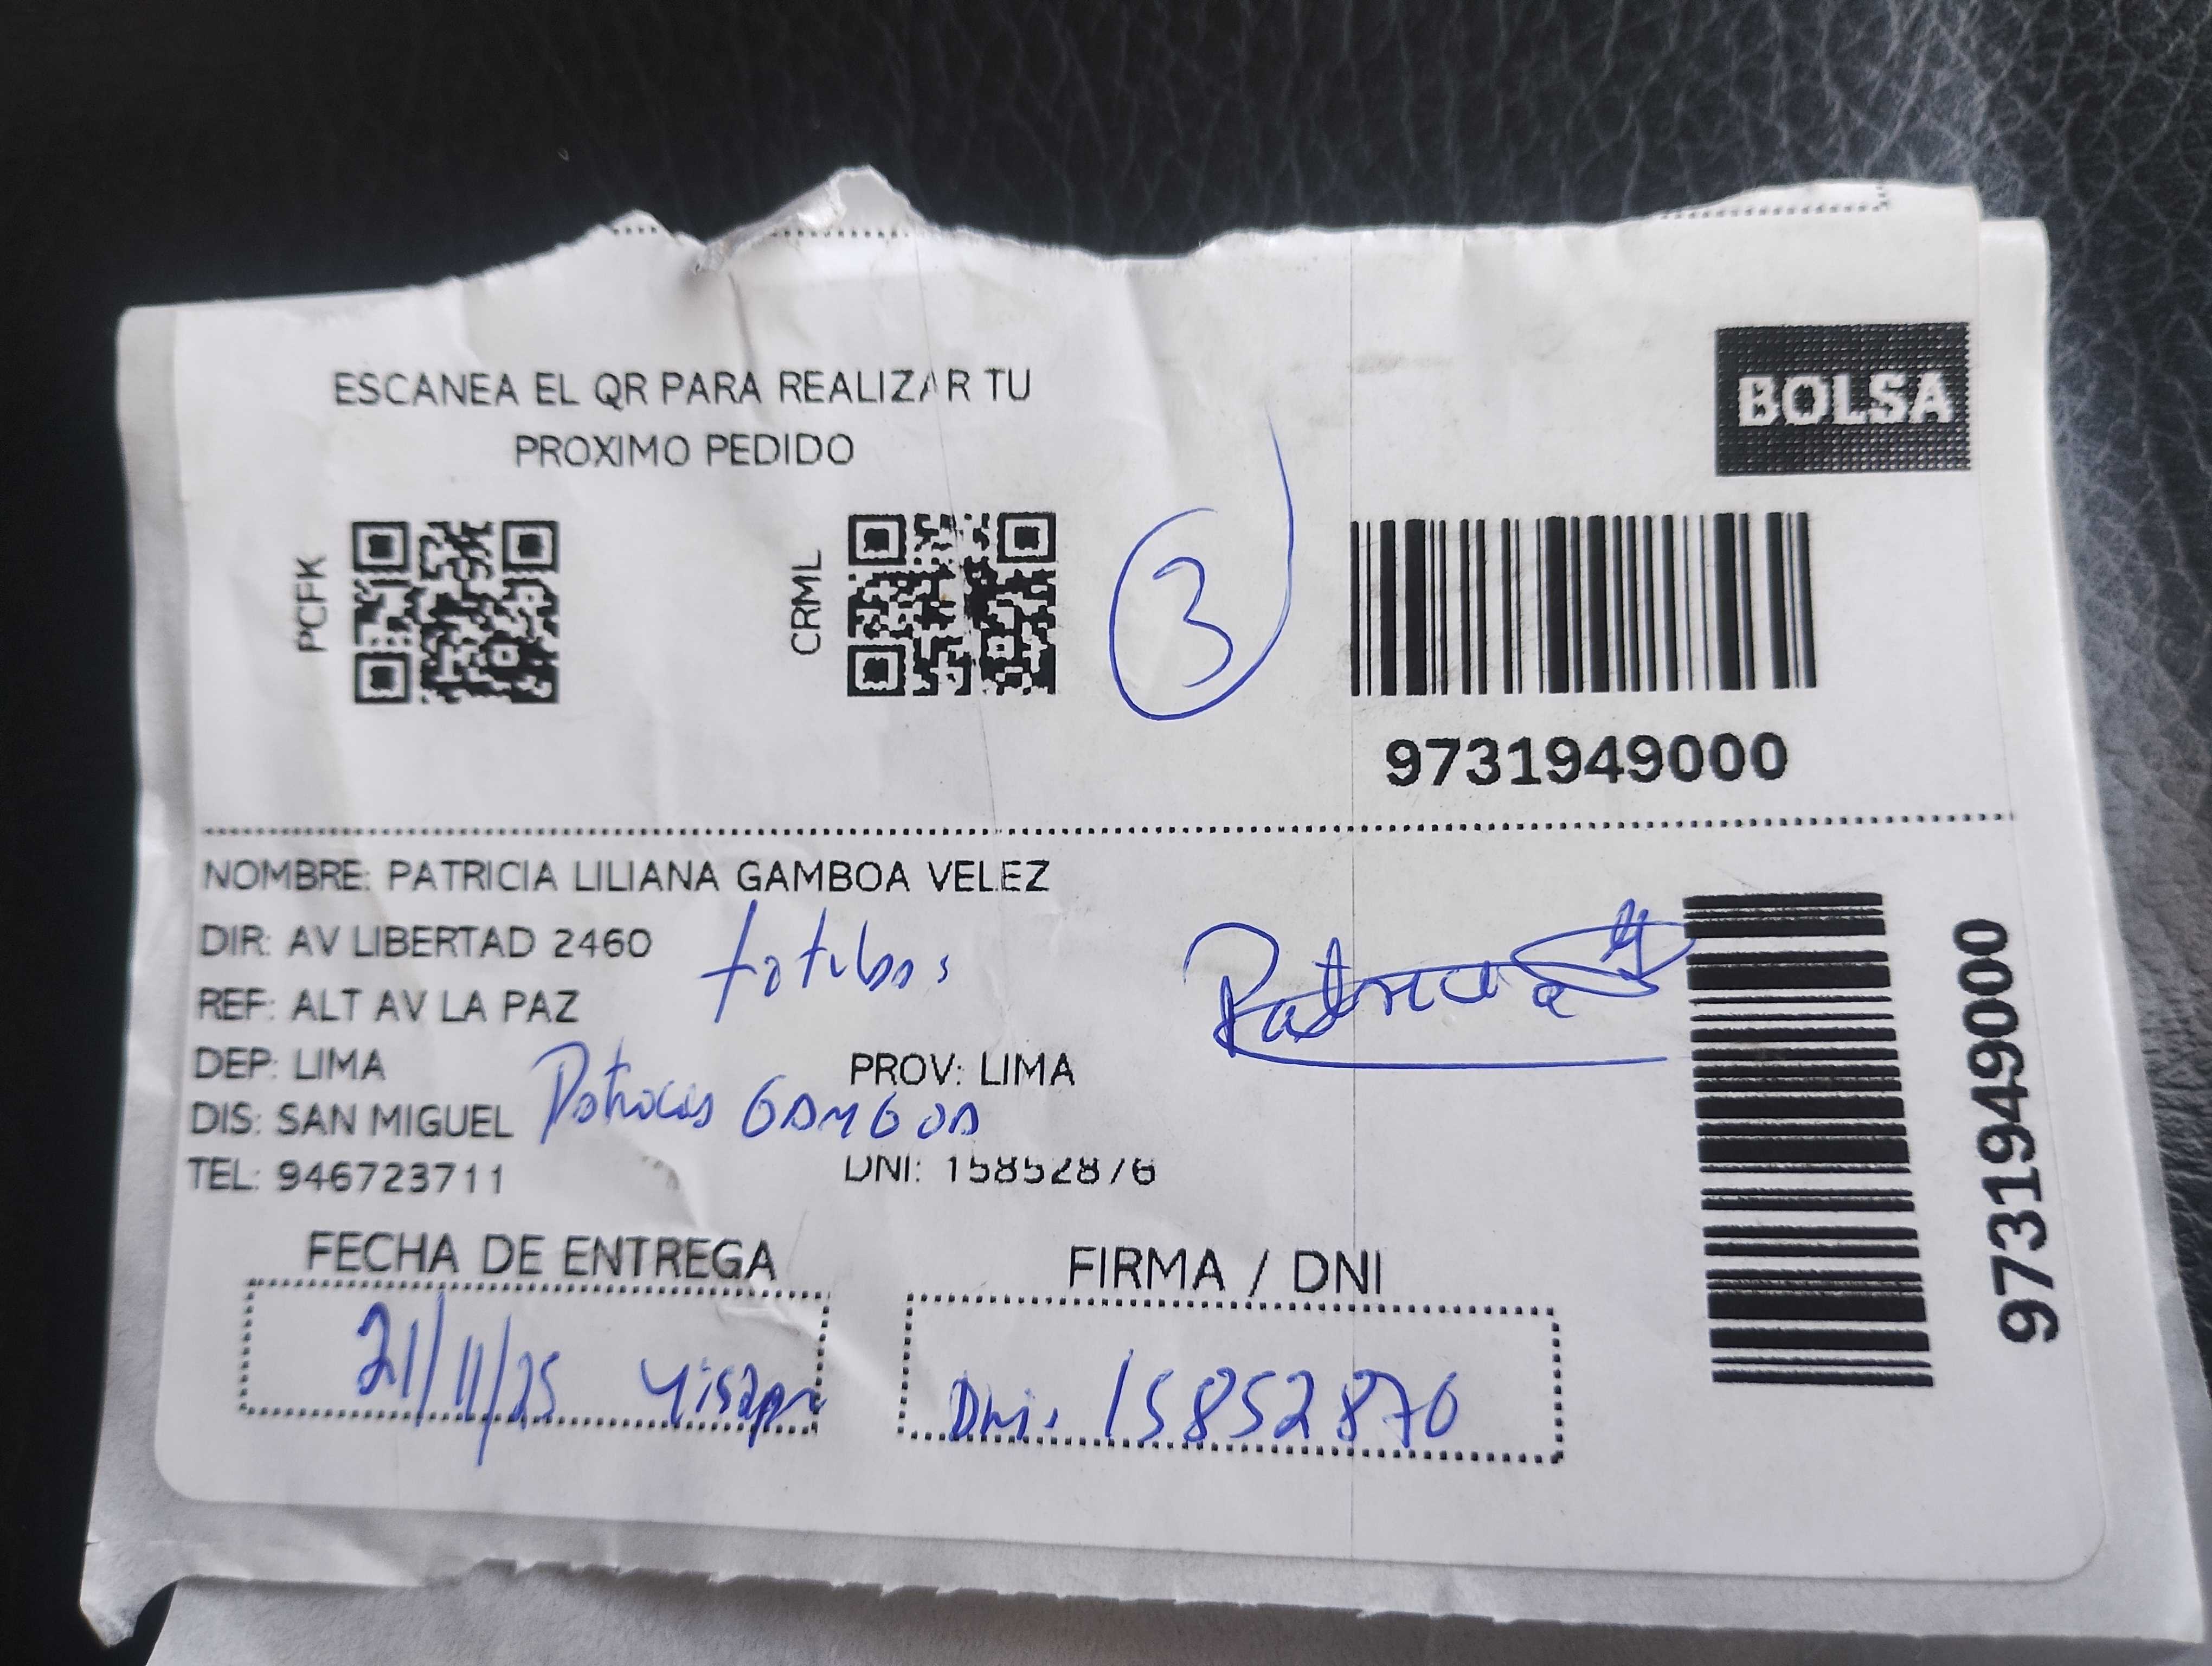 ESCANEA EL QR PARA REALIZAR TU
PROXIMO PEDIDO
BOLSA
PCFK
CRML
3
9731949000
NOMBRE: PATRICIA LILIANA GAMBOA VELEZ
DIR: AV LIBERTAD 2460
REF: ALT AV LA PAZ
Patricia
DEP: LIMA
PROV: LIMA
DIS: SAN MIGUEL
TEL: 946723711
DNI: 15852876
9731949000
FECHA DE ENTREGA
FIRMA / DNI
21/11/25
Dni: 15852876